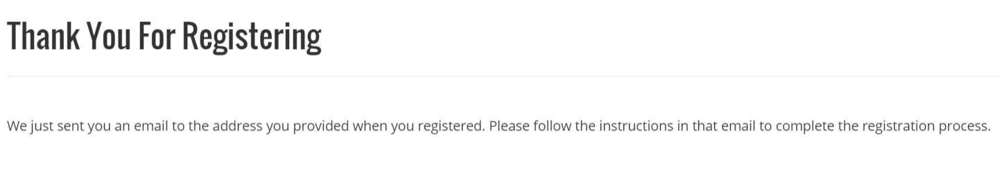 Thank You For Registering
We just sent you an email to the address you provided when you registered. Please follow the instructions in that email to complete the registration process.